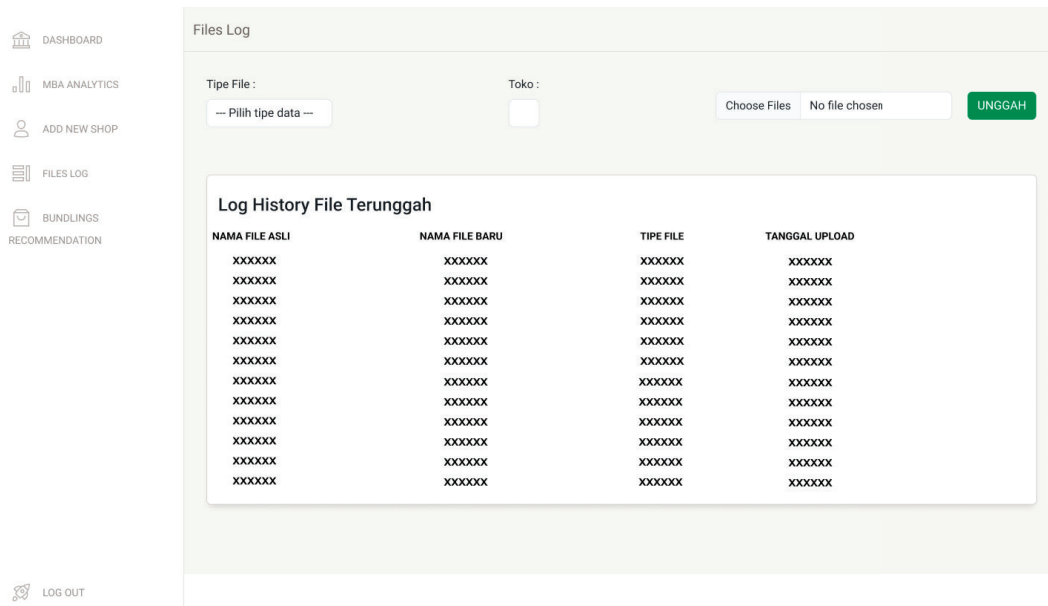 DASHBOARD
MBA ANALYTICS
ADD NEW SHOP
FILES LOG
BUNDLINGS
RECOMMENDATION
LOG OUT
Files Log
Tipe File :
Toko :
--- Pilih tipe data ---
Choose Files No file chosen
UNGGAH
Log History File Terunggah
NAMA FILE ASLI NAMA FILE BARU TIPE FILE TANGGAL UPLOAD
XXXXXX XXXXXX XXXXXX XXXXXX
XXXXXX XXXXXX XXXXXX XXXXXX
XXXXXX XXXXXX XXXXXX XXXXXX
XXXXXX XXXXXX XXXXXX XXXXXX
XXXXXX XXXXXX XXXXXX XXXXXX
XXXXXX XXXXXX XXXXXX XXXXXX
XXXXXX XXXXXX XXXXXX XXXXXX
XXXXXX XXXXXX XXXXXX XXXXXX
XXXXXX XXXXXX XXXXXX XXXXXX
XXXXXX XXXXXX XXXXXX XXXXXX
XXXXXX XXXXXX XXXXXX XXXXXX
XXXXXX XXXXXX XXXXXX XXXXXX